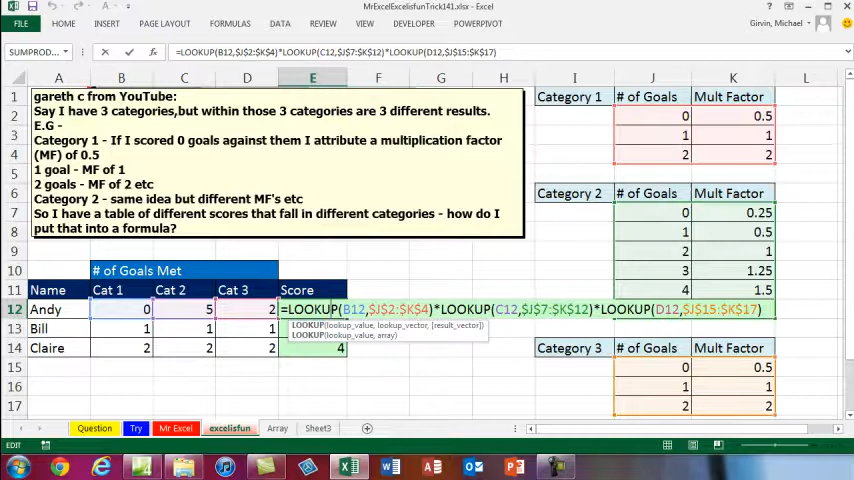 MrExcelExcelisfunTrick141.xlsx - Excel
FILE HOME INSERT PAGE LAYOUT FORMULAS DATA REVIEW VIEW DEVELOPER POWERPIVOT Girvin, Michael
SUMPROD... =LOOKUP(B12,$J$2:$K$4)*LOOKUP(C12,$J$7:$K$12)*LOOKUP(D12,$J$15:$K$17)
A B C D E F G H I J K L
1 Category 1 # of Goals Mult Factor
2 0 0.5
3 1 1
4 2 2
5
6 Category 2 # of Goals Mult Factor
7 0 0.25
8 1 0.5
9 2 1
10 3 1.25
11 4 1.5
gareth c from YouTube:
Say I have 3 categories,but within those 3 categories are 3 different results.
E.G -
Category 1 - If I scored 0 goals against them I attribute a multiplication factor
(MF) of 0.5
1 goal - MF of 1
2 goals - MF of 2 etc
Category 2 - same idea but different MF's etc
So I have a table of different scores that fall in different categories - how do I
put that into a formula?
# of Goals Met
Name Cat 1 Cat 2 Cat 3 Score
12 Andy 0 5 2 =LOOKUP(B12,$J$2:$K$4)*LOOKUP(C12,$J$7:$K$12)*LOOKUP(D12,$J$15:$K$17)
13 Bill 1 1 1
LOOKUP(lookup_value, lookup_vector, [result_vector])
LOOKUP(lookup_value, array)
14 Claire 2 2 2 4 Category 3 # of Goals Mult Factor
15 0 0.5
16 1 1
17 2 2
Question Try Mr Excel excelisfun Array Sheet3
EDIT